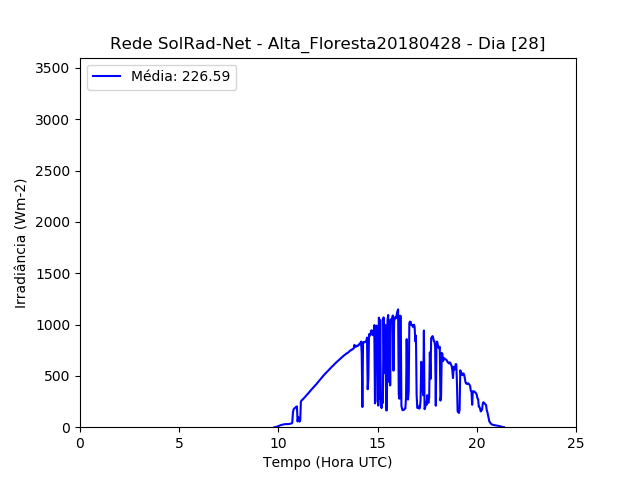 Rede SolRad-Net - Alta_Floresta20180428 - Dia [28]
Média: 226.59
3500
3000
2500
2000
1500
1000
500
0
Irradiância (Wm-2)
0 5 10 15 20 25
Tempo (Hora UTC)